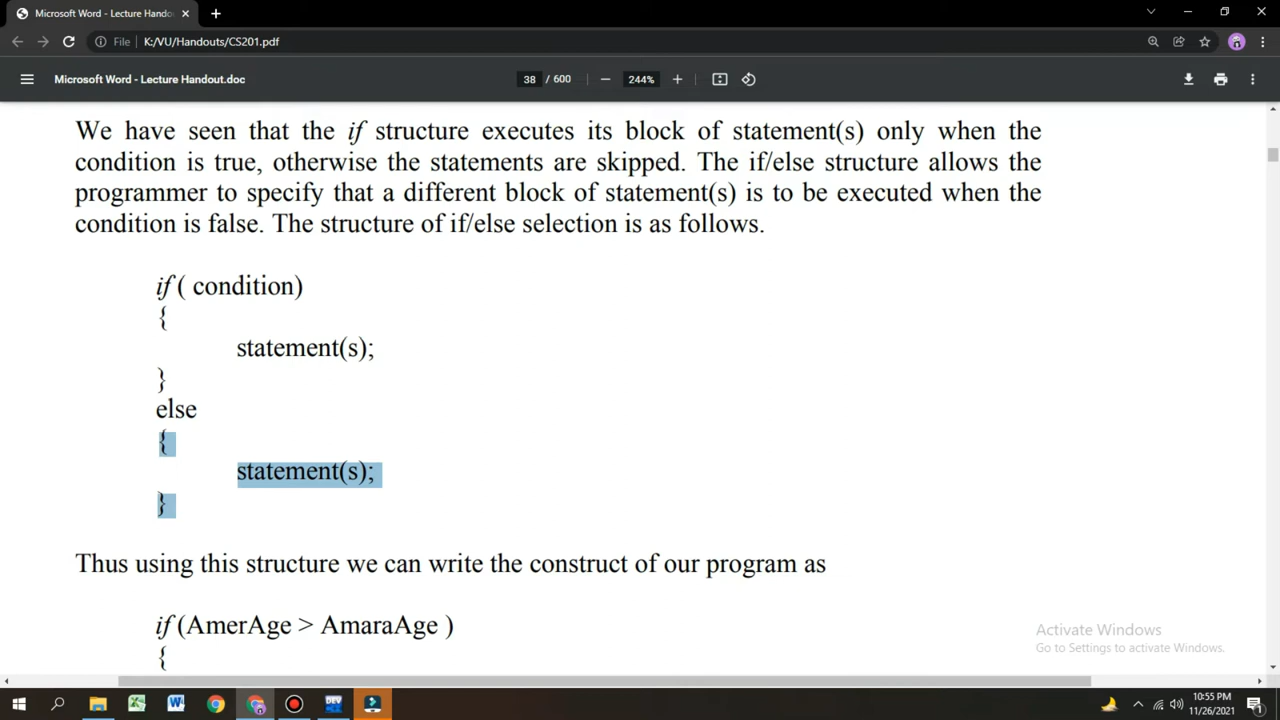 Microsoft Word - Lecture Hando
File K:/VU/Handouts/CS201.pdf
Microsoft Word - Lecture Handout.doc
38 / 600
244%
We have seen that the if structure executes its block of statement(s) only when the
condition is true, otherwise the statements are skipped. The if/else structure allows the
programmer to specify that a different block of statement(s) is to be executed when the
condition is false. The structure of if/else selection is as follows.
if ( condition)
{
statement(s);
}
else
{
statement(s);
}
Thus using this structure we can write the construct of our program as
if (AmerAge > AmaraAge )
{
Activate Windows
Go to Settings to activate Windows.
DEV
10:55 PM
11/26/2021
1